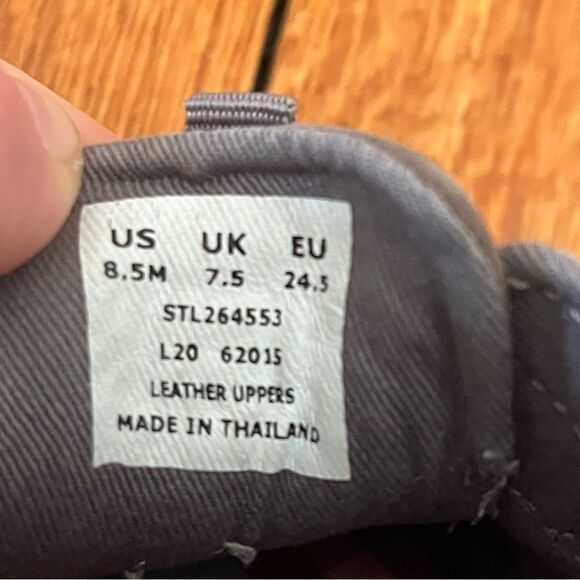 US UK EU
8.5M 7.5 24.5
STL264553
L20 62015
LEATHER UPPERS
MADE IN THAILAND